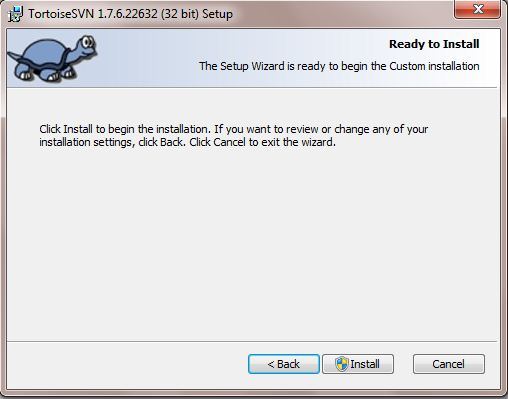 TortoiseSVN 1.7.6.22632 (32 bit) Setup
Ready to Install
The Setup Wizard is ready to begin the Custom installation
Click Install to begin the installation. If you want to review or change any of your
installation settings, click Back. Click Cancel to exit the wizard.
< Back Install Cancel